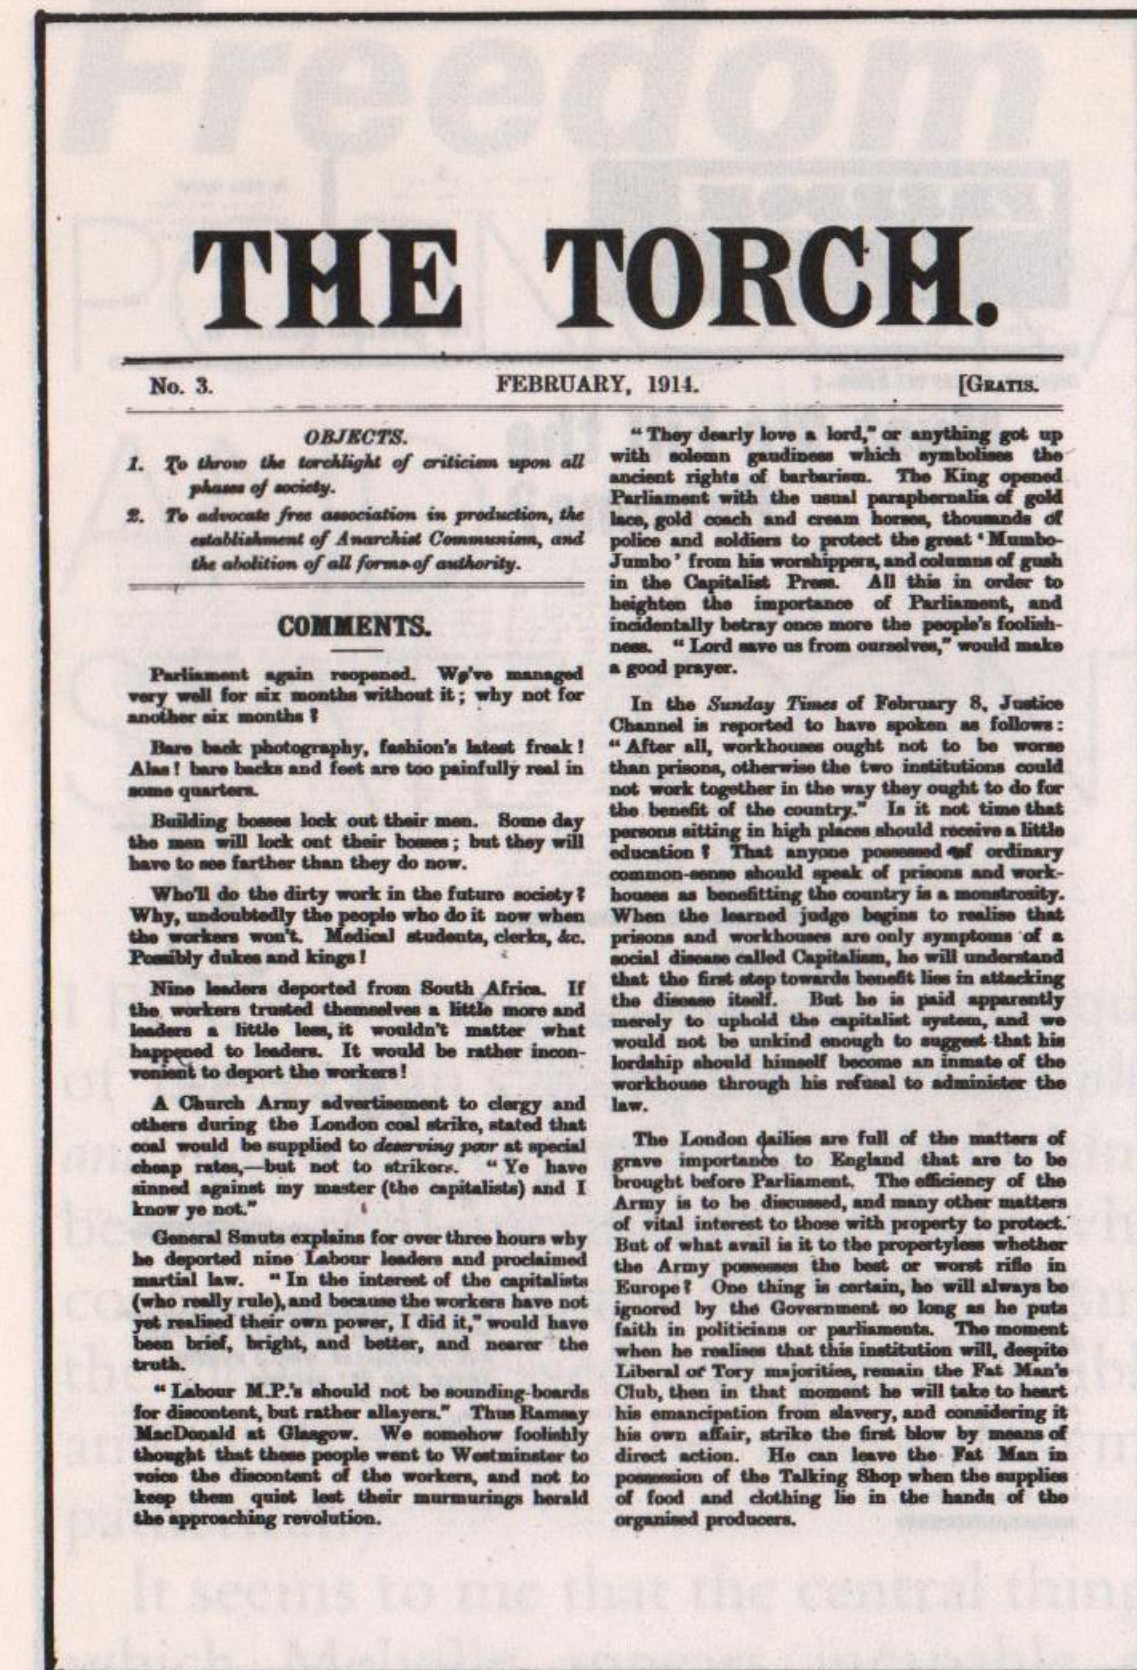 THE TORCH.
No. 3.
FEBRUARY, 1914.
[GRATIS.
OBJECTS.
1. To throw the torchlight of criticism upon all
phases of society.
2. To advocate free association in production, the
establishment of Anarchist Communism, and
the abolition of all forms of authority.
COMMENTS.
Parliament again reopened. We've managed
very well for six months without it; why not for
another six months?
Bare back photography, fashion's latest freak!
Alas! bare backs and feet are too painfully real in
some quarters.
Building bosses lock out their men. Some day
the men will lock ont their bosses; but they will
have to see farther than they do now.
Who'll do the dirty work in the future society?
Why, undoubtedly the people who do it now when
the workers won't. Medical students, clerks, &c.
Possibly dukes and kings!
Nine leaders deported from South Africa. If
the workers trusted themselves a little more and
leaders a little less, it wouldn't matter what
happened to leaders. It would be rather incon-
venient to deport the workers!
A Church Army advertisement to clergy and
others during the London coal strike, stated that
coal would be supplied to deserving poor at special
cheap rates,—but not to strikers. "Ye have
sinned against my master (the capitalists) and I
know ye not."
General Smuts explains for over three hours why
he deported nine Labour leaders and proclaimed
martial law. "In the interest of the capitalists
(who really rule), and because the workers have not
yet realised their own power, I did it," would have
been brief, bright, and better, and nearer the
truth.
"Labour M.P.'s should not be sounding-boards
for discontent, but rather allayers." Thus Ramsay
MacDonald at Glasgow. We somehow foolishly
thought that these people went to Westminster to
voice the discontent of the workers, and not to
keep them quiet lest their murmurings herald
the approaching revolution.
"They dearly love a lord," or anything got up
with solemn gaudiness which symbolises the
ancient rights of barbarism. The King opened
Parliament with the usual paraphernalia of gold
lace, gold coach and cream horses, thousands of
police and soldiers to protect the great 'Mumbo-
Jumbo' from his worshippers, and columns of gush
in the Capitalist Press. All this in order to
heighten the importance of Parliament, and
incidentally betray once more the people's foolish-
ness. "Lord save us from ourselves," would make
a good prayer.
In the Sunday Times of February 8, Justice
Channel is reported to have spoken as follows:
"After all, workhouses ought not to be worse
than prisons, otherwise the two institutions could
not work together in the way they ought to do for
the benefit of the country." Is it not time that
persons sitting in high places should receive a little
education? That anyone possessed of ordinary
common-sense should speak of prisons and work-
houses as benefitting the country is a monstrosity.
When the learned judge begins to realise that
prisons and workhouses are only symptoms of a
social disease called Capitalism, he will understand
that the first step towards benefit lies in attacking
the disease itself. But he is paid apparently
merely to uphold the capitalist system, and we
would not be unkind enough to suggest that his
lordship should himself become an inmate of the
workhouse through his refusal to administer the
law.
The London dailies are full of the matters of
grave importance to England that are to be
brought before Parliament. The efficiency of the
Army is to be discussed, and many other matters
of vital interest to those with property to protect.
But of what avail is it to the propertyless whether
the Army possesses the best or worst rifle in
Europe? One thing is certain, he will always be
ignored by the Government so long as he puts
faith in politicians or parliaments. The moment
when he realises that this institution will, despite
Liberal or Tory majorities, remain the Fat Man's
Club, then in that moment he will take to heart
his emancipation from slavery, and considering it
his own affair, strike the first blow by means of
direct action. He can leave the Fat Man in
possession of the Talking Shop when the supplies
of food and clothing lie in the hands of the
organised producers.